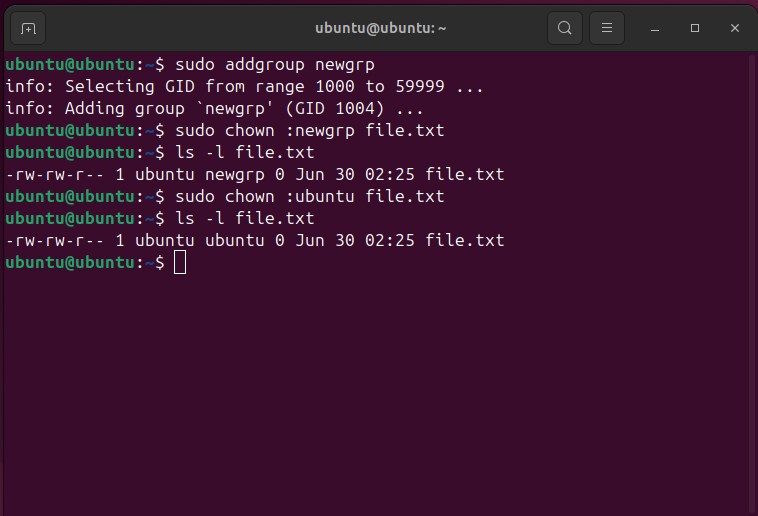 ubuntu@ubuntu: ~
ubuntu@ubuntu:~$ sudo addgroup newgrp
info: Selecting GID from range 1000 to 59999 ...
info: Adding group `newgrp' (GID 1004) ...
ubuntu@ubuntu:~$ sudo chown :newgrp file.txt
ubuntu@ubuntu:~$ ls -l file.txt
-rw-rw-r-- 1 ubuntu newgrp 0 Jun 30 02:25 file.txt
ubuntu@ubuntu:~$ sudo chown :ubuntu file.txt
ubuntu@ubuntu:~$ ls -l file.txt
-rw-rw-r-- 1 ubuntu ubuntu 0 Jun 30 02:25 file.txt
ubuntu@ubuntu:~$